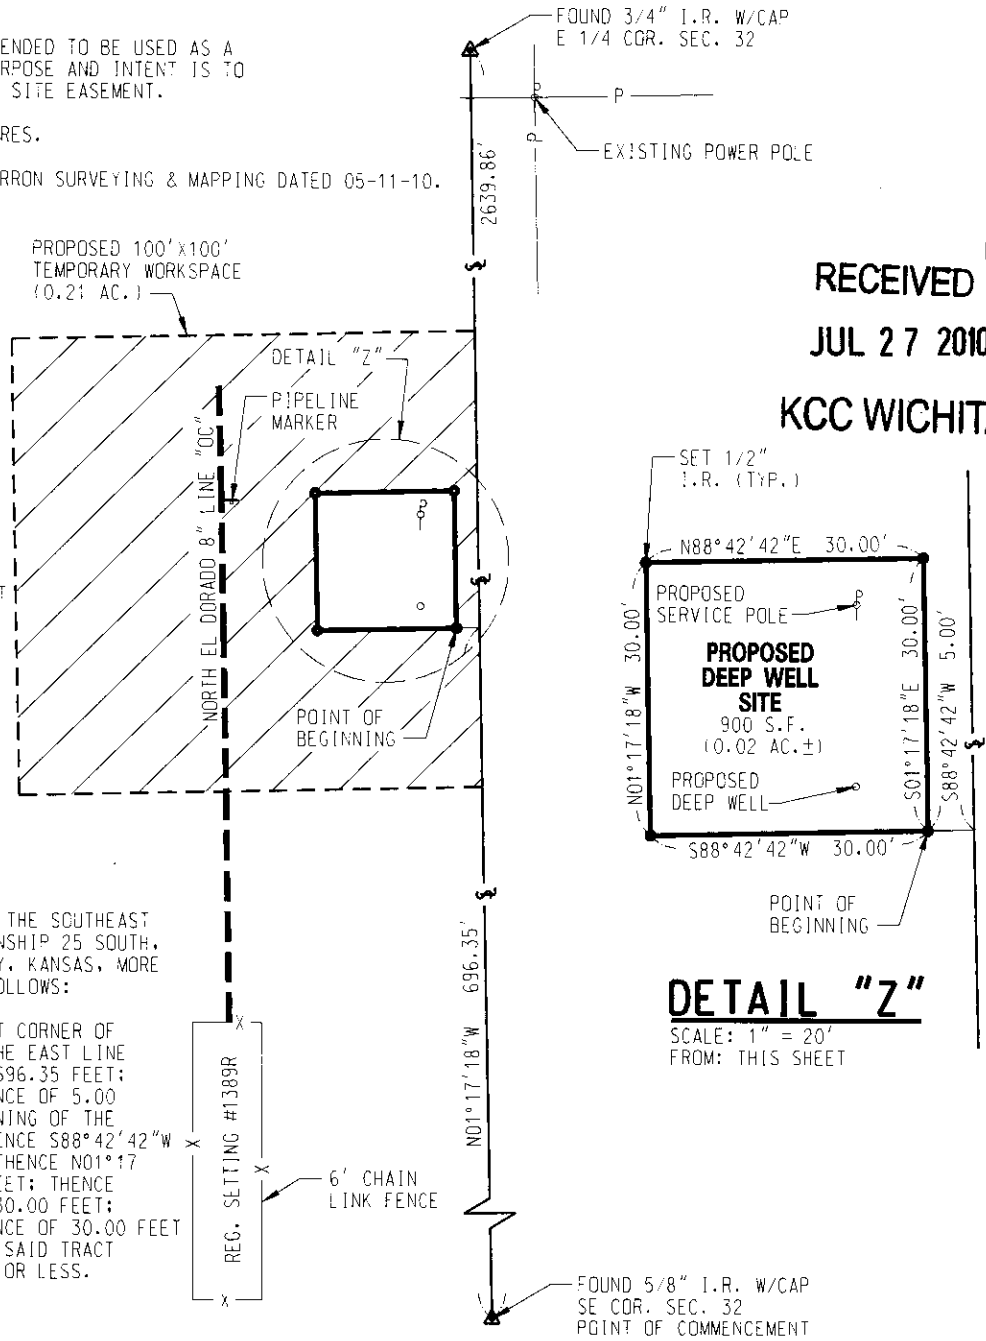 FOUND 3/4" I.R. W/CAP
E 1/4 COR. SEC. 32
ENDED TO BE USED AS A
RPOSE AND INTENT IS TO
SITE EASEMENT.
RES.
RRON SURVEYING & MAPPING DATED 05-11-10.
P
P
P
EXISTING POWER POLE
2639.86'
PROPOSED 100'X100'
TEMPORARY WORKSPACE
(0.21 AC.)
RECEIVED
JUL 27 2010
KCC WICHIT
DETAIL "Z"
PIPELINE
MARKER
NORTH EL DORADO 8" LINE "OC"
P
T
POINT OF
BEGINNING
SET 1/2"
I.R. (TYP.)
N88°42'42"E 30.00'
PROPOSED
SERVICE POLE
P
PROPOSED
DEEP WELL
SITE
900 S.F.
(0.02 AC.±)
PROPOSED
DEEP WELL
N01°17'18"W 30.00'
S01°17'18"E 30.00'
S88°42'42"W 5.00'
S88°42'42"W 30.00'
POINT OF
BEGINNING
DETAIL "Z"
SCALE: 1" = 20'
FROM: THIS SHEET
THE SOUTHEAST
NSHIP 25 SOUTH,
Y, KANSAS, MORE
OLLOWS:
T CORNER OF
HE EAST LINE
696.35 FEET;
NCE OF 5.00
NING OF THE
ENCE S88°42'42"W
THENCE N01°17
EET; THENCE
30.00 FEET;
NCE OF 30.00 FEET
SAID TRACT
OR LESS.
N01°17'18"W 696.35'
X
X
X
X
REG. SETTING #1389R
6' CHAIN
LINK FENCE
FOUND 5/8" I.R. W/CAP
SE COR. SEC. 32
POINT OF COMMENCEMENT